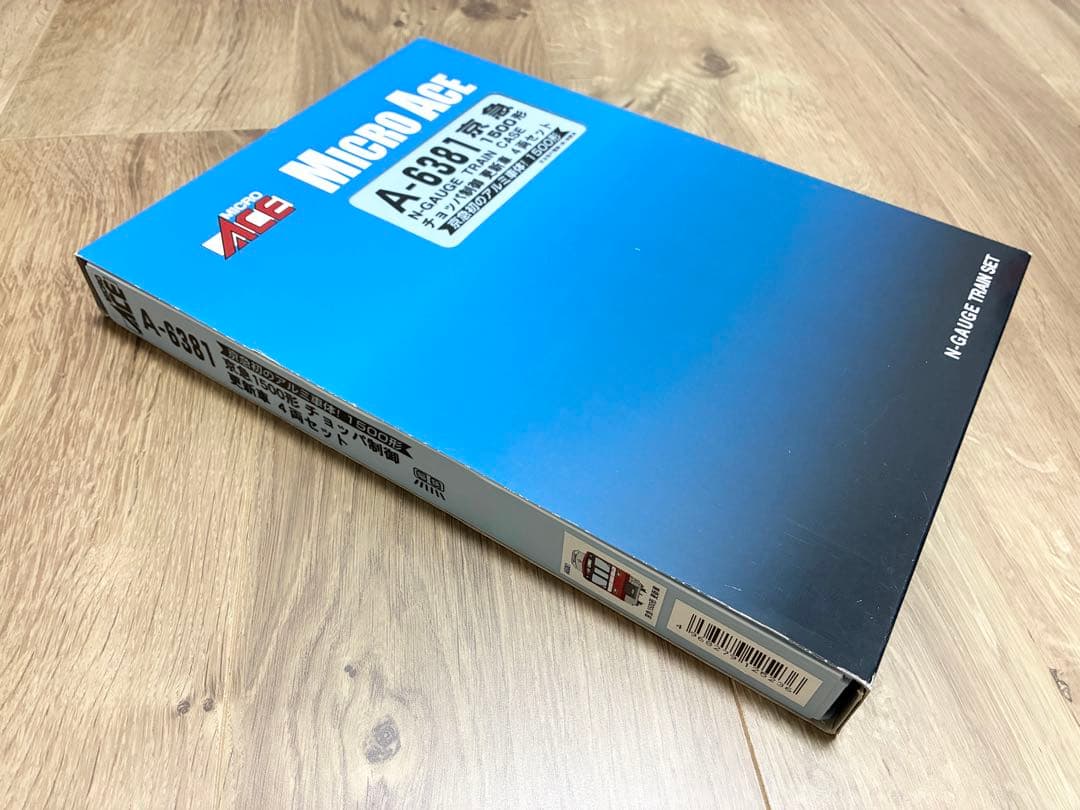 MICRO ACE
MICRO
ACE
A-6381 京急
1500形
N-GAUGE TRAIN CASE
チョッパ制御 更新車 4両セット
京急初のアルミ車体! 1500形
N-GAUGE TRAIN SET
ACE
A-6381
京急初のアルミ車体! 1500形
京急1500形 チョッパ制御
更新車 4両セット